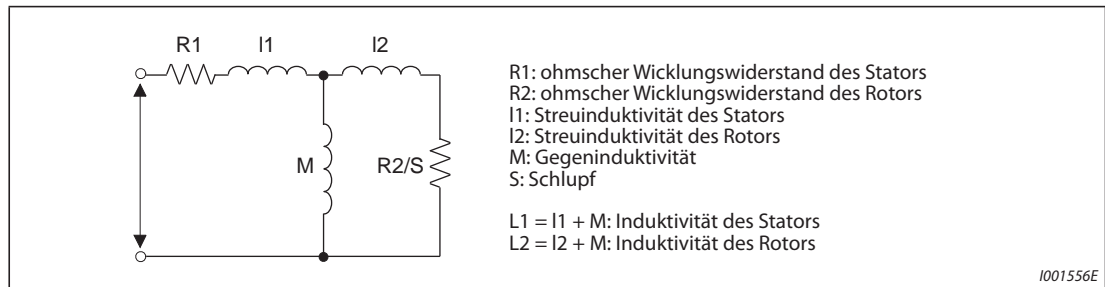 R1 l1 l2
M R2/S
R1: ohmscher Wicklungswiderstand des Stators
R2: ohmscher Wicklungswiderstand des Rotors
l1: Streuinduktivität des Stators
l2: Streuinduktivität des Rotors
M: Gegeninduktivität
S: Schlupf
L1 = l1 + M: Induktivität des Stators
L2 = l2 + M: Induktivität des Rotors
I001556E